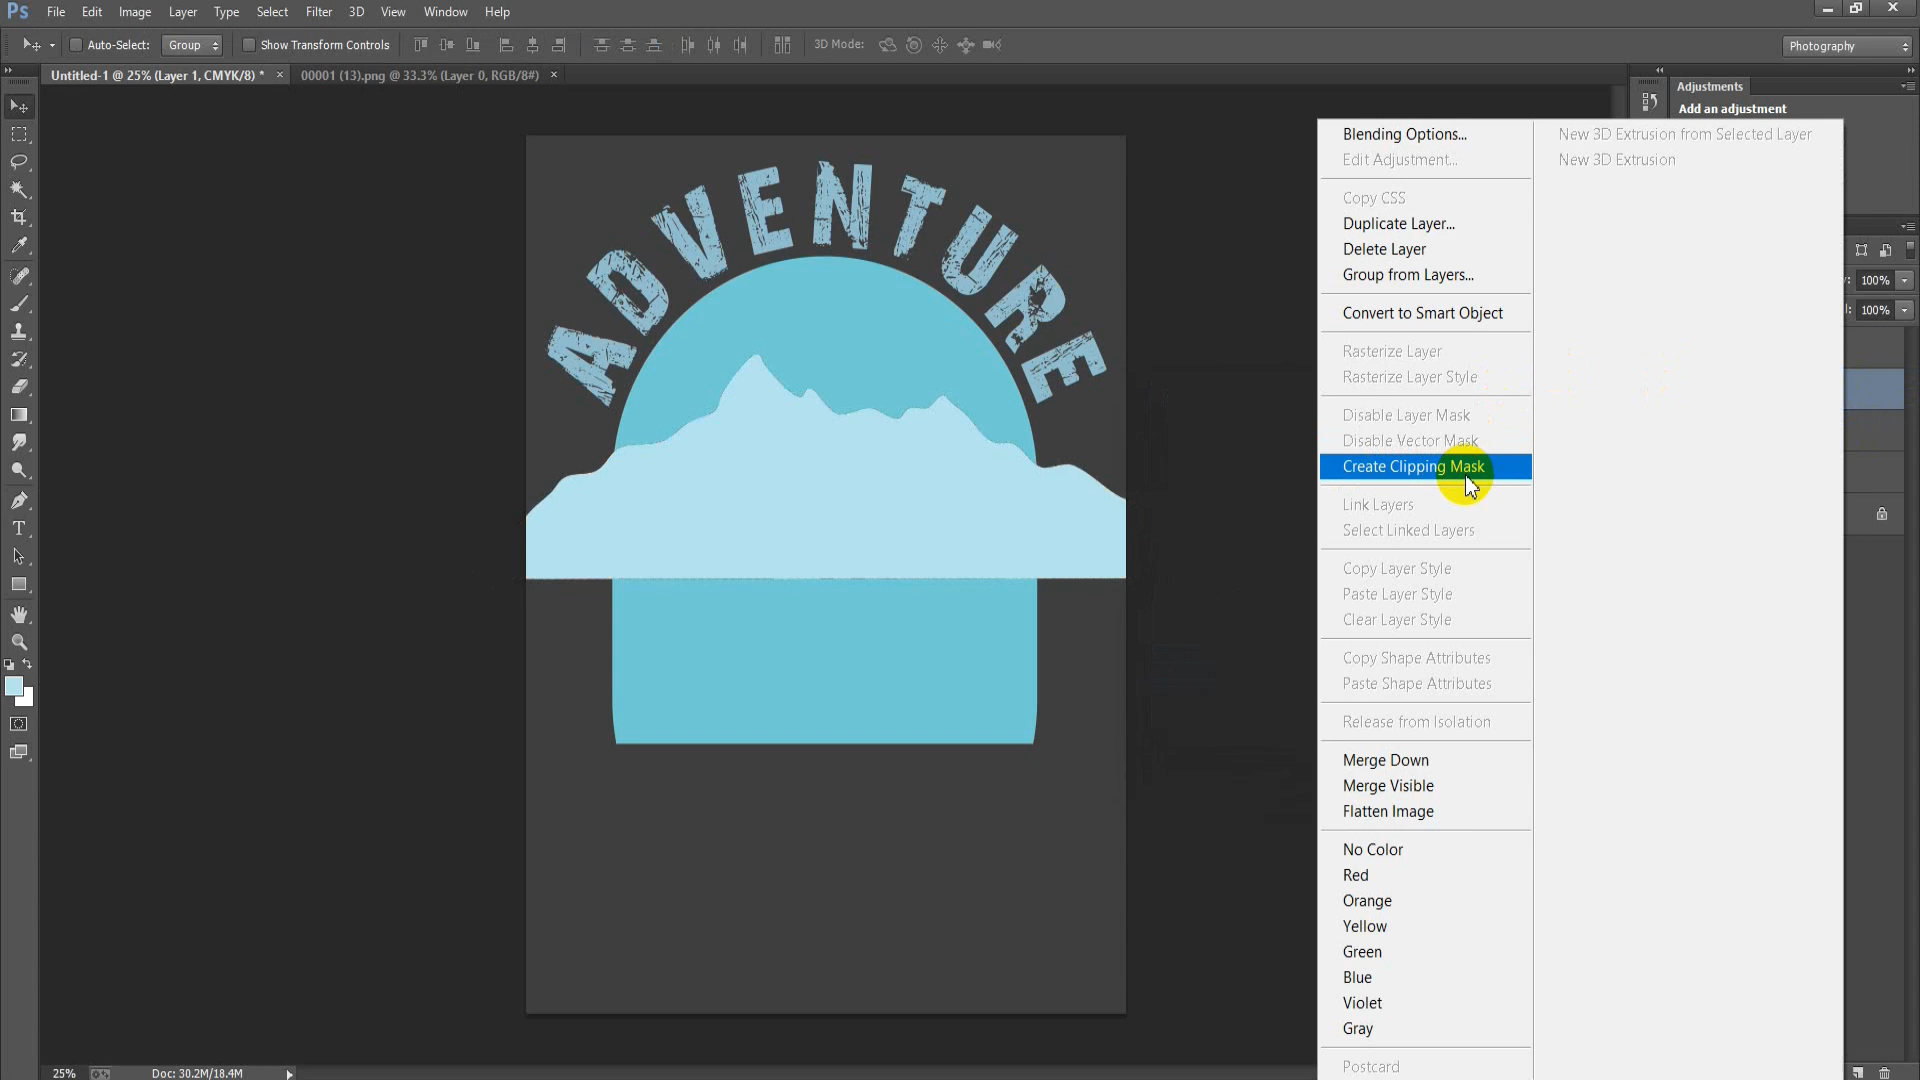 Ps File Edit Image Layer Type Select Filter 3D View Window Help
Auto-Select: Group Show Transform Controls 3D Mode: Photography
Untitled-1 @ 25% (Layer 1, CMYK/8) * × 00001 (13).png @ 33.3% (Layer 0, RGB/8#) ×
Adjustments
Add an adjustment
ADVENTURE
Blending Options...
Edit Adjustment...
Copy CSS
Duplicate Layer...
Delete Layer
Group from Layers...
Convert to Smart Object
Rasterize Layer
Rasterize Layer Style
Disable Layer Mask
Disable Vector Mask
Create Clipping Mask
Link Layers
Select Linked Layers
Copy Layer Style
Paste Layer Style
Clear Layer Style
Copy Shape Attributes
Paste Shape Attributes
Release from Isolation
Merge Down
Merge Visible
Flatten Image
No Color
Red
Orange
Yellow
Green
Blue
Violet
Gray
Postcard
New 3D Extrusion from Selected Layer
New 3D Extrusion
100%
100%
25% Doc: 30.2M/18.4M